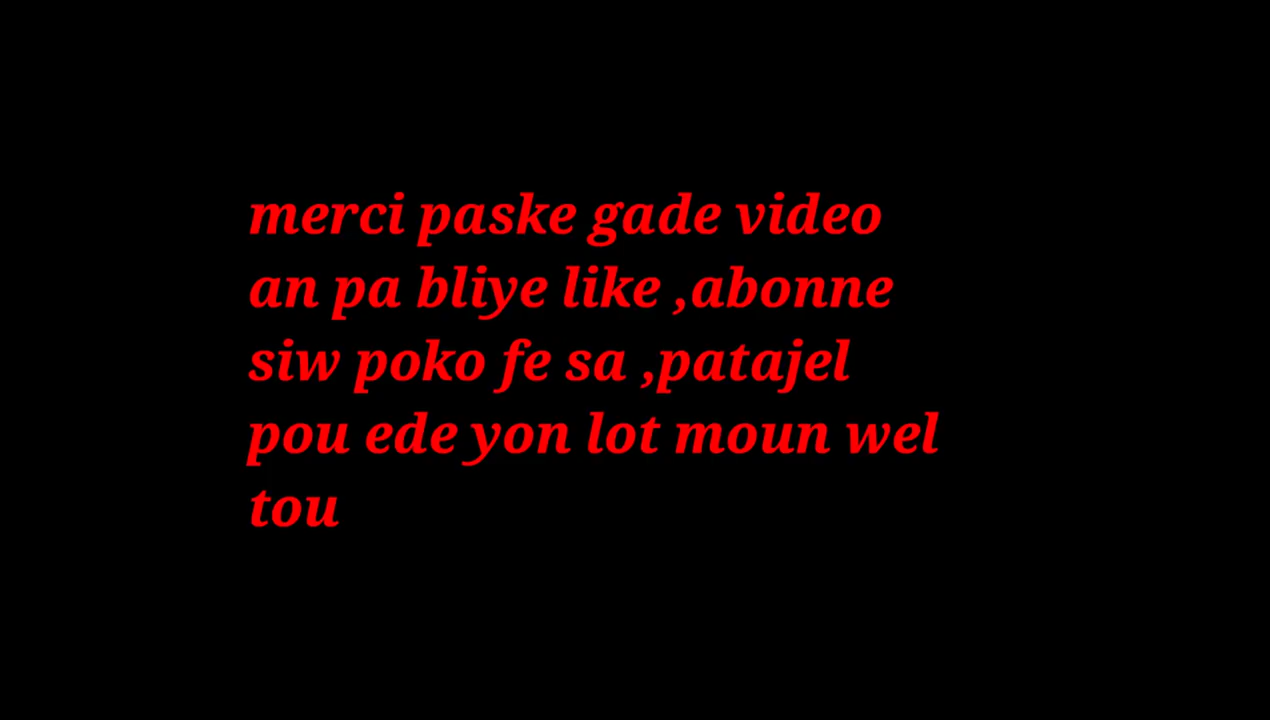 merci paske gade video
an pa bliye like ,abonne
siw poko fe sa ,patajel
pou ede yon lot moun wel
tou